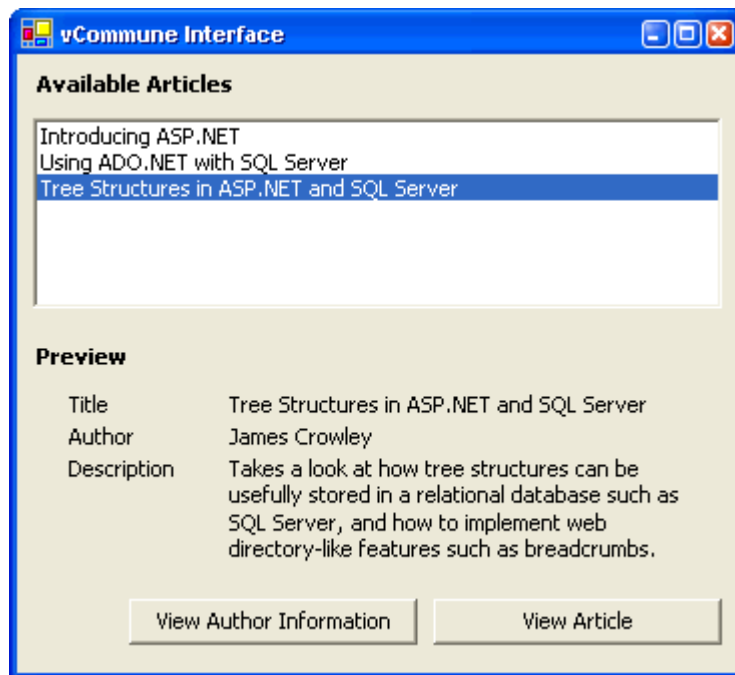 vCommune Interface
Available Articles
Introducing ASP.NET
Using ADO.NET with SQL Server
Tree Structures in ASP.NET and SQL Server
Preview
Title Tree Structures in ASP.NET and SQL Server
Author James Crowley
Description Takes a look at how tree structures can be
usefully stored in a relational database such as
SQL Server, and how to implement web
directory-like features such as breadcrumbs.
View Author Information View Article